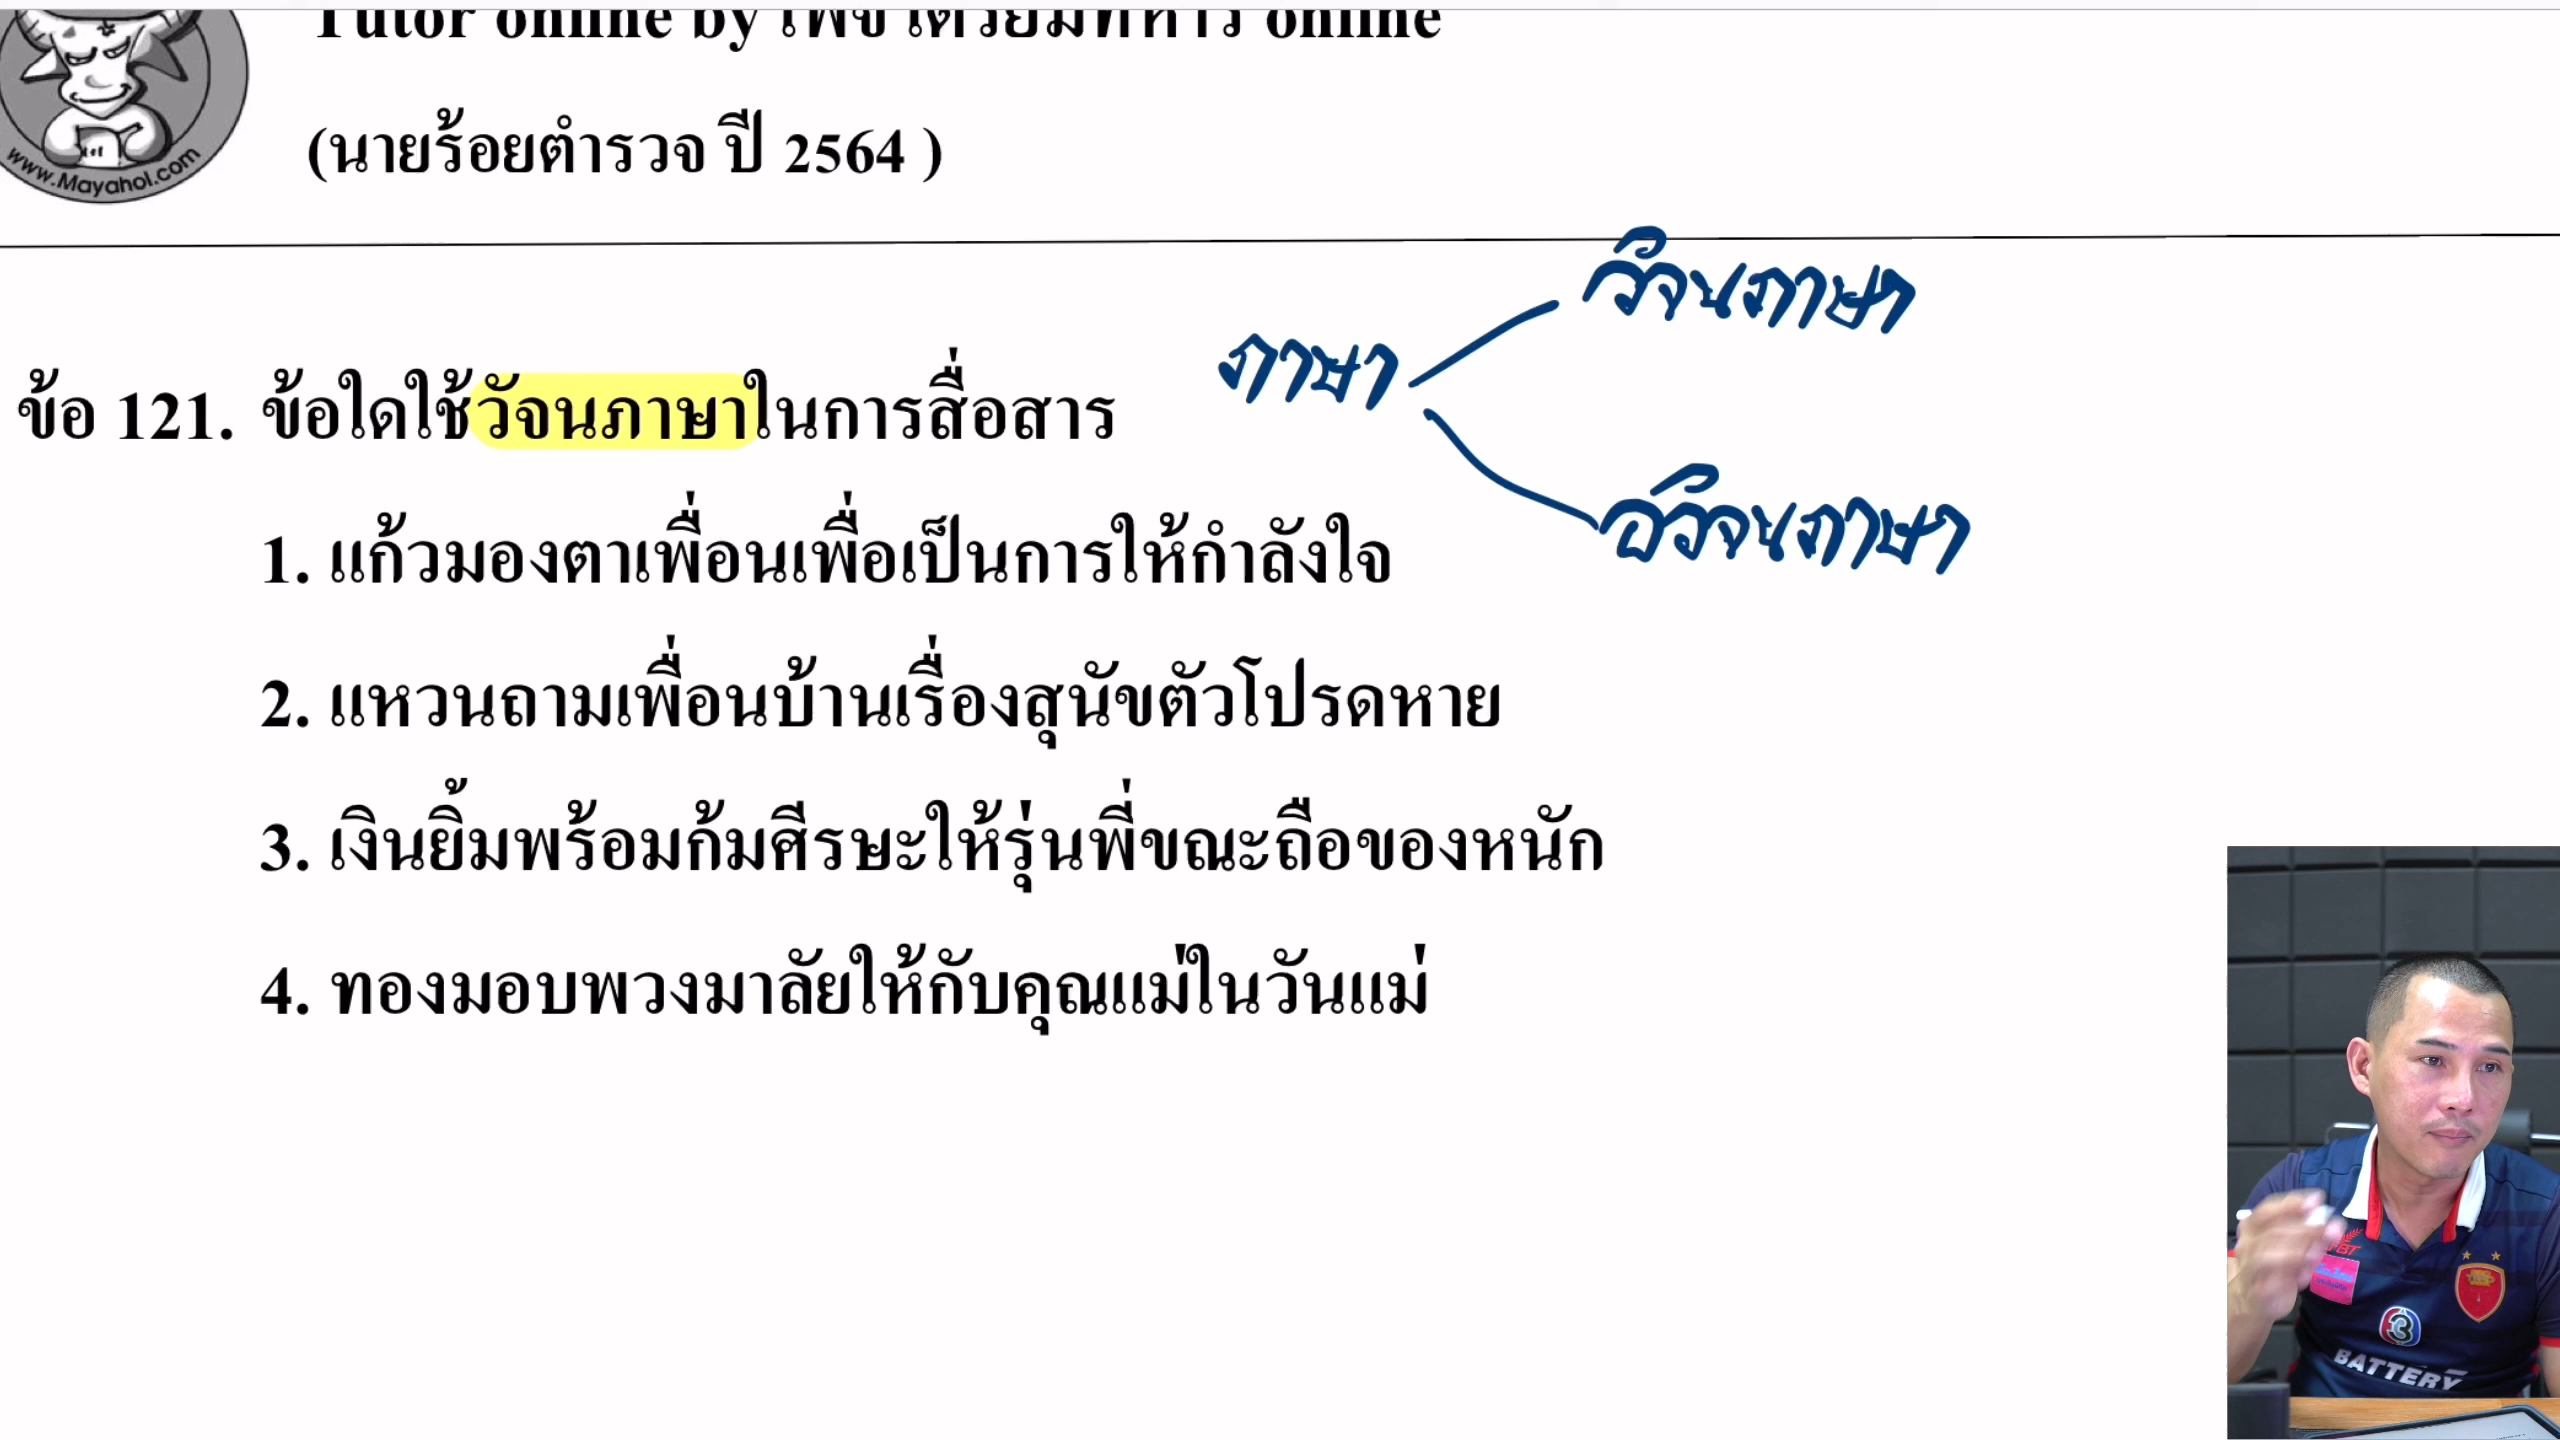 Tutor online by
online
(นายร้อยตำรวจ ปี 2564 )
www.Mayahol.com
ข้อ 121. ข้อใดใช้วัจนภาษาในการสื่อสาร
1. แก้วมองตาเพื่อนเพื่อเป็นการให้กำลังใจ
2. แหวนถามเพื่อนบ้านเรื่องสุนัขตัวโปรดหาย
3. เงินยิ้มพร้อมก้มศีรษะให้รุ่นพี่ขณะถือของหนัก
4. ทองมอบพวงมาลัยให้กับคุณแม่ในวันแม่
ภาษา
วัจนภาษา
อวัจนภาษา
FBT
3
BATTERY